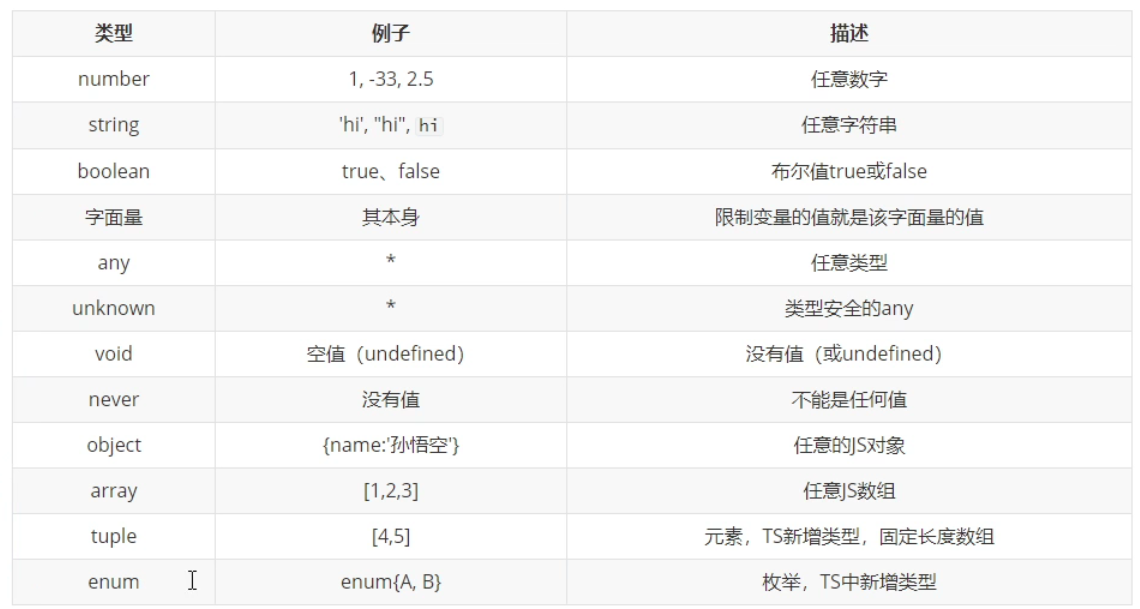 类型 例子 描述
number 1, -33, 2.5 任意数字
string 'hi', "hi", hi 任意字符串
boolean true、false 布尔值true或false
字面量 其本身 限制变量的值就是该字面量的值
any * 任意类型
unknown * 类型安全的any
void 空值（undefined） 没有值（或undefined）
never 没有值 不能是任何值
object {name:'孙悟空'} 任意的JS对象
array [1,2,3] 任意JS数组
tuple [4,5] 元素，TS新增类型，固定长度数组
enum enum{A, B} 枚举，TS中新增类型